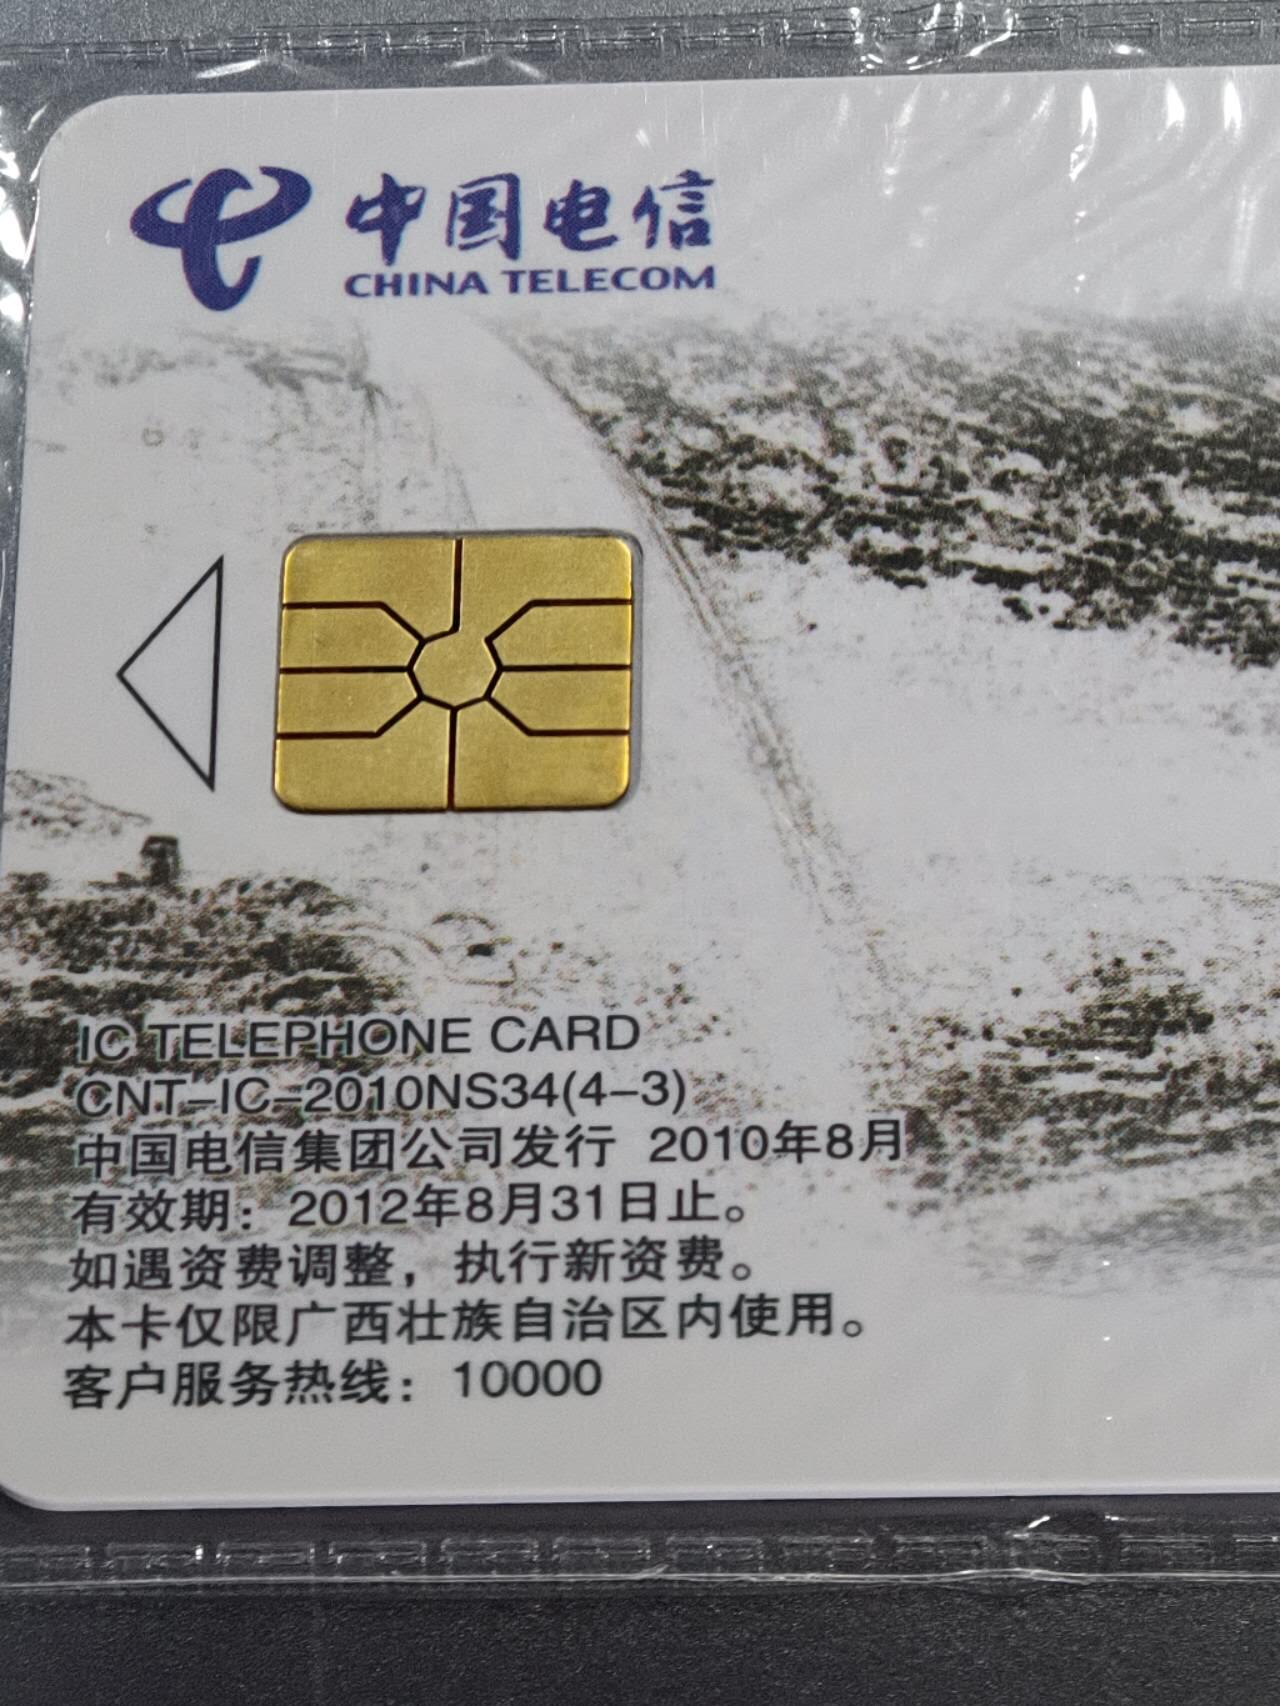 中国电信
CHINA TELECOM
IC TELEPHONE CARD
CNT-IC-2010NS34(4-3)
中国电信集团公司发行 2010年8月
有效期：2012年8月31日止。
如遇资费调整，执行新资费。
本卡仅限广西壮族自治区内使用。
客户服务热线：10000